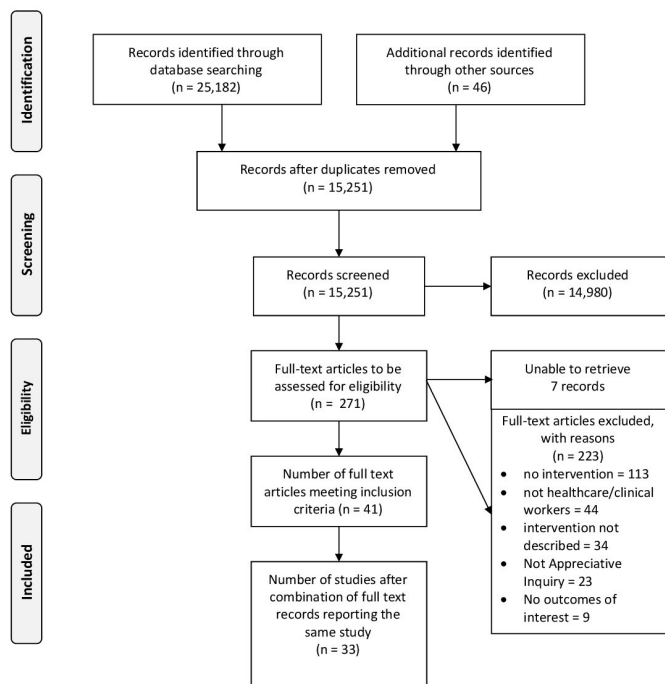 Identification
Records identified through
database searching
(n = 25,182)
Additional records identified
through other sources
(n = 46)
Records after duplicates removed
(n = 15,251)
Screening
Records screened
(n = 15,251)
Records excluded
(n = 14,980)
Eligibility
Full-text articles to be
assessed for eligibility
(n = 271)
Unable to retrieve
7 records
Full-text articles excluded,
with reasons
(n = 223)
• no intervention = 113
• not healthcare/clinical
workers = 44
• intervention not
described = 34
• Not Appreciative
Inquiry = 23
• No outcomes of
interest = 9
Number of full text
articles meeting inclusion
criteria (n = 41)
Included
Number of studies after
combination of full text
records reporting the
same study
(n = 33)